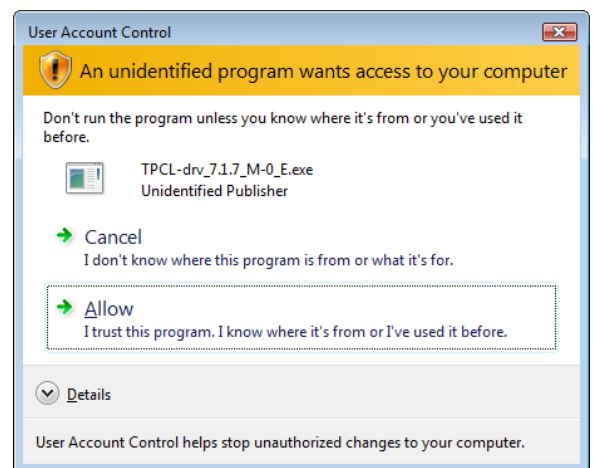 User Account Control
An unidentified program wants access to your computer
Don't run the program unless you know where it's from or you've used it
before.
TPCL-drv_7.1.7_M-0_E.exe
Unidentified Publisher
Cancel
I don't know where this program is from or what it's for.
Allow
I trust this program. I know where it's from or I've used it before.
Details
User Account Control helps stop unauthorized changes to your computer.